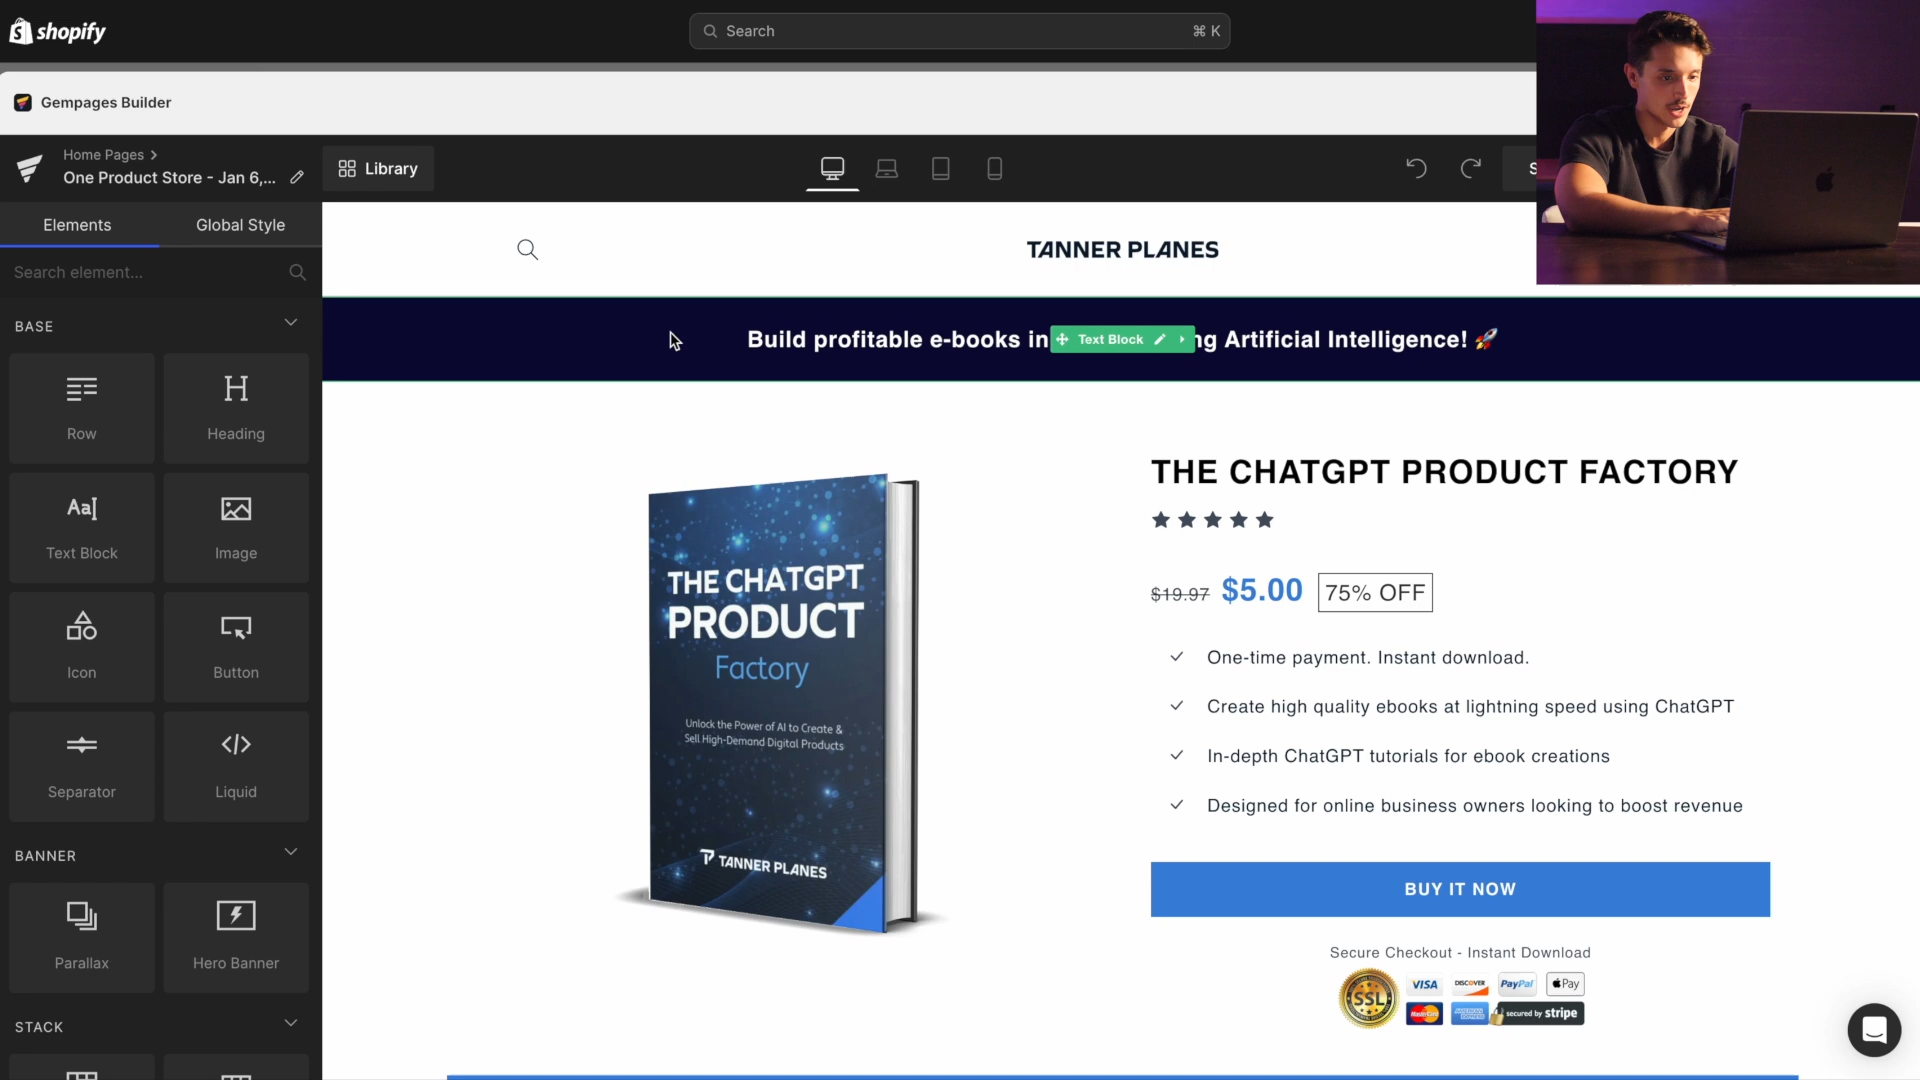 shopify
Search
⌘ K
Gempages Builder
Home Pages
One Product Store - Jan 6,...
Library
S
Elements
Global Style
Search element...
BASE
Row
Heading
Text Block
Image
Icon
Button
Separator
Liquid
BANNER
Parallax
Hero Banner
STACK
TANNER PLANES
Build profitable e-books in
Text Block
ng Artificial Intelligence! 🚀
THE CHATGPT
PRODUCT
Factory
Unlock the Power of AI to Create &
Sell High-Demand Digital Products
TANNER PLANES
THE CHATGPT PRODUCT FACTORY
$19.97 $5.00 75% OFF
One-time payment. Instant download.
Create high quality ebooks at lightning speed using ChatGPT
In-depth ChatGPT tutorials for ebook creations
Designed for online business owners looking to boost revenue
BUY IT NOW
Secure Checkout - Instant Download
SSL
VISA DISCOVER PayPal Pay
MasterCard AMERICAN EXPRESS secured by stripe